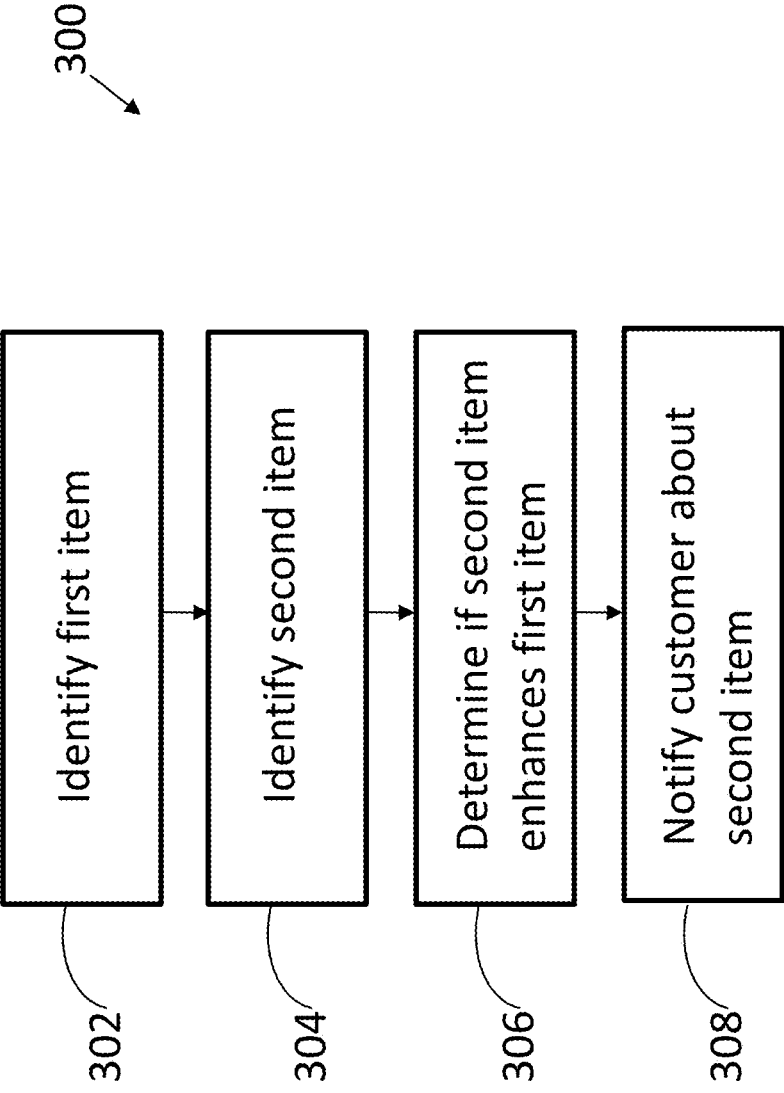 300
302
Identify first item
304
Identify second item
306
Determine if second item
enhances first item
308
Notify customer about
second item